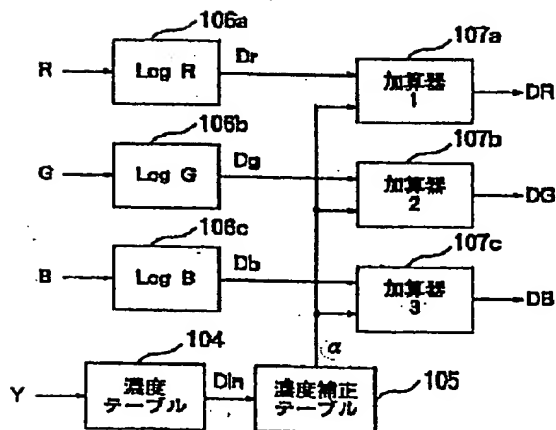 106a
107a
R
Log R
Dr
加算器
1
DR
106b
107b
G
Log G
Dg
加算器
2
DG
106c
107c
B
Log B
Db
加算器
3
DB
104
α
Y
濃度
テーブル
Din
濃度補正
テーブル
105